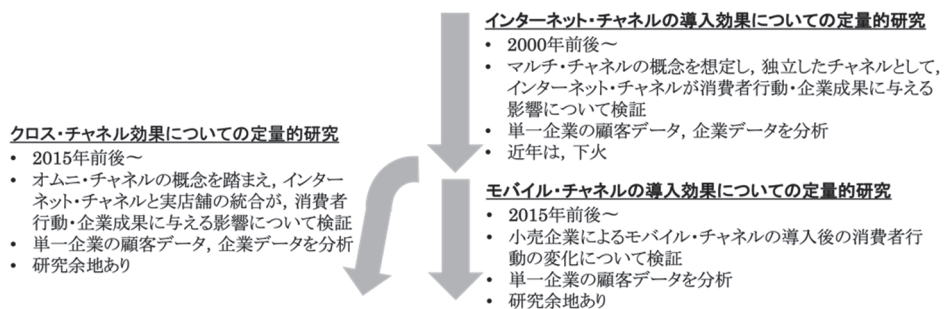 インターネット・チャネルの導入効果についての定量的研究
• 2000年前後～
• マルチ・チャネルの概念を想定し，独立したチャネルとして，
インターネット・チャネルが消費者行動・企業成果に与える
影響について検証
• 単一企業の顧客データ，企業データを分析
• 近年は，下火
クロス・チャネル効果についての定量的研究
• 2015年前後～
• オムニ・チャネルの概念を踏まえ，インター
ネット・チャネルと実店舗の統合が，消費者
行動・企業成果に与える影響について検証
• 単一企業の顧客データ，企業データを分析
• 研究余地あり
モバイル・チャネルの導入効果についての定量的研究
• 2015年前後～
• 小売企業によるモバイル・チャネルの導入後の消費者行
動の変化について検証
• 単一企業の顧客データを分析
• 研究余地あり